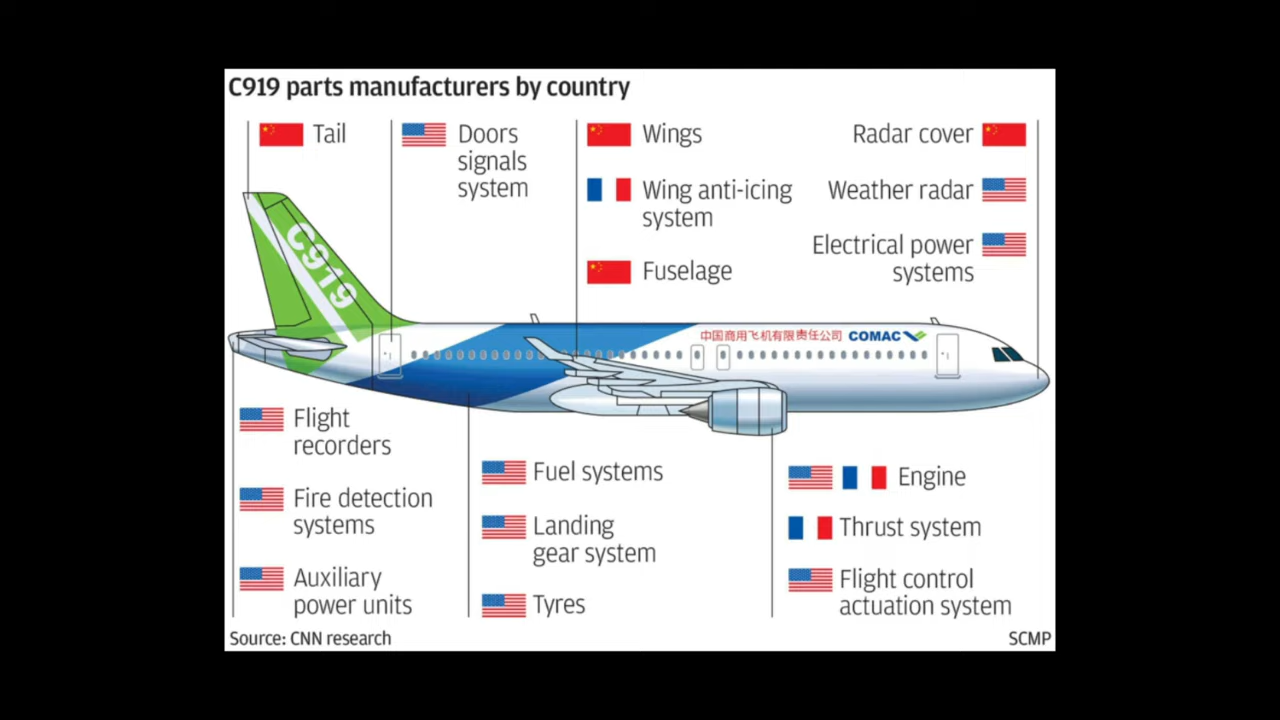 C919 parts manufacturers by country
Tail
Doors
signals
system
Wings
Wing anti-icing
system
Fuselage
Radar cover
Weather radar
Electrical power
systems
C919
中国商用飞机有限责任公司 COMAC
Flight
recorders
Fire detection
systems
Auxiliary
power units
Fuel systems
Landing
gear system
Tyres
Engine
Thrust system
Flight control
actuation system
Source: CNN research
SCMP